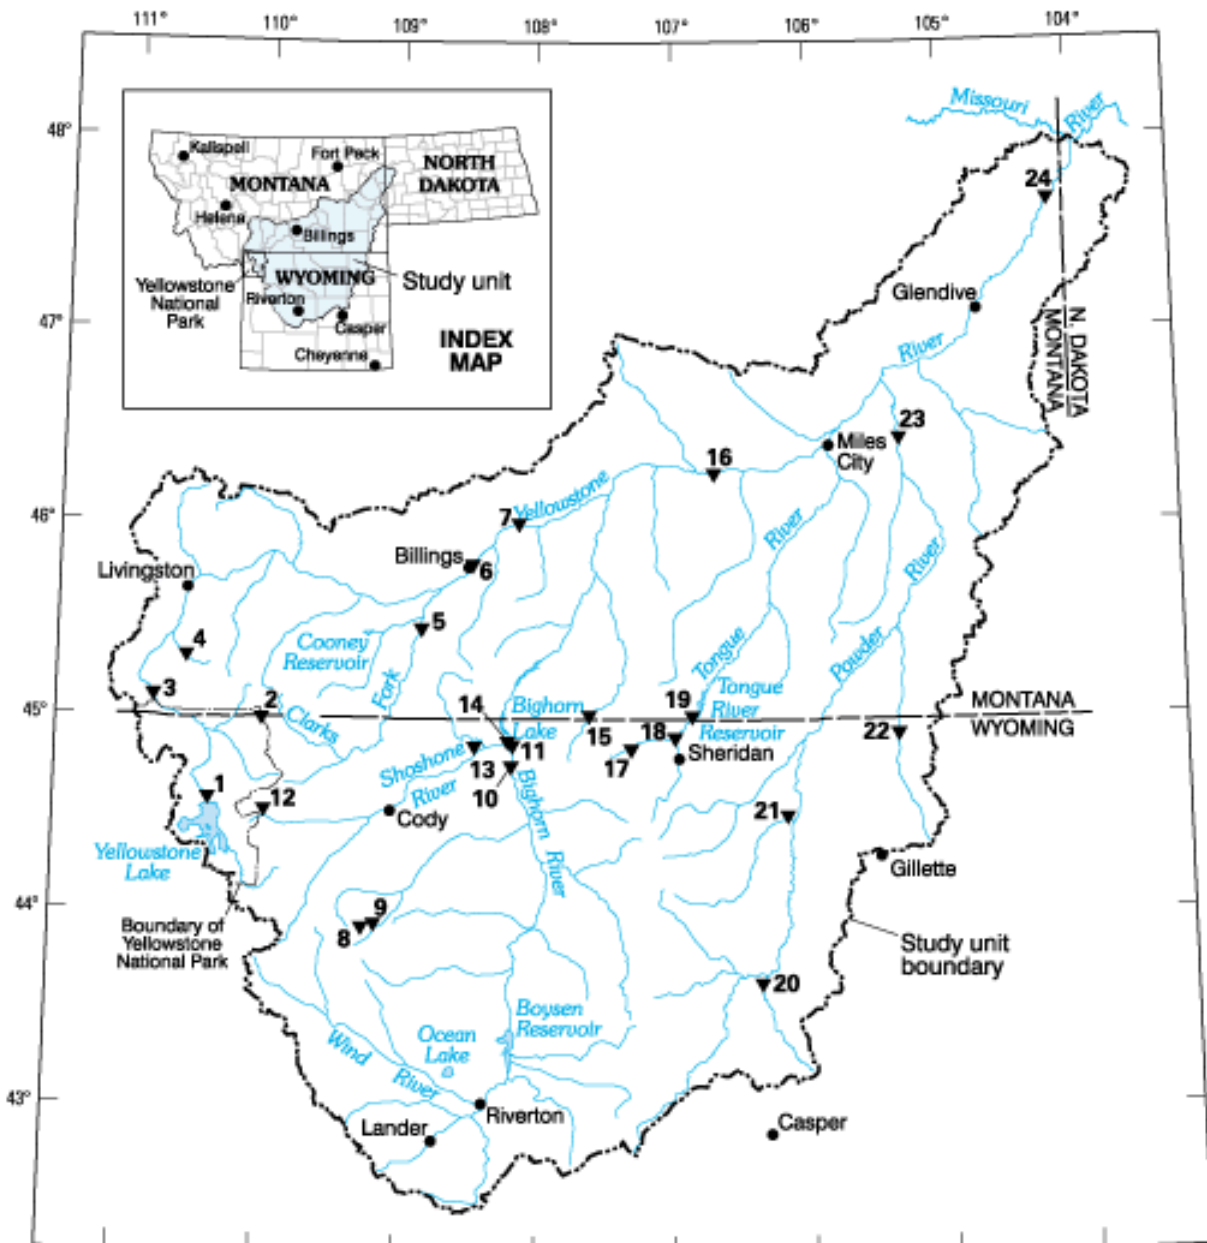 111°
110°
109°
108°
107°
106°
105°
104°
48°
47°
46°
45°
44°
43°
Kalispell
Fort Peck
MONTANA
NORTH
DAKOTA
Helena
Billings
WYOMING
Study unit
Yellowstone
National
Park
Riverton
Casper
Cheyenne
INDEX
MAP
Missouri
River
24
Glendive
N. DAKOTA
MONTANA
River
23
Miles
City
16
Yellowstone
7
River
River
Billings
6
Livingston
5
4
Cooney
Reservoir
Fork
Tongue
Powder
3
2
Clarks
14
Bighorn
Lake
19
Tongue
River
Reservoir
MONTANA
WYOMING
15
18
22
Shoshone
River
13
11
10
17
Sheridan
1
12
Cody
Bighorn
River
21
Yellowstone
Lake
Gillette
9
8
Boundary of
Yellowstone
National Park
Study unit
boundary
20
Boysen
Reservoir
Ocean
Lake
Wind
River
Riverton
Lander
Casper